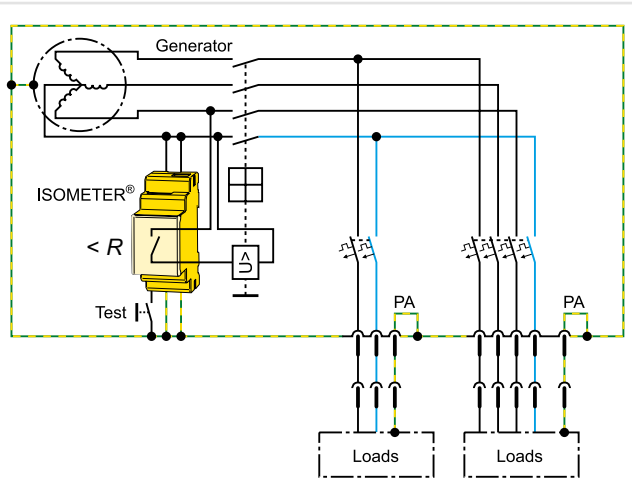 Generator
ISOMETER®
< R
U>
Test
PA
PA
Loads
Loads